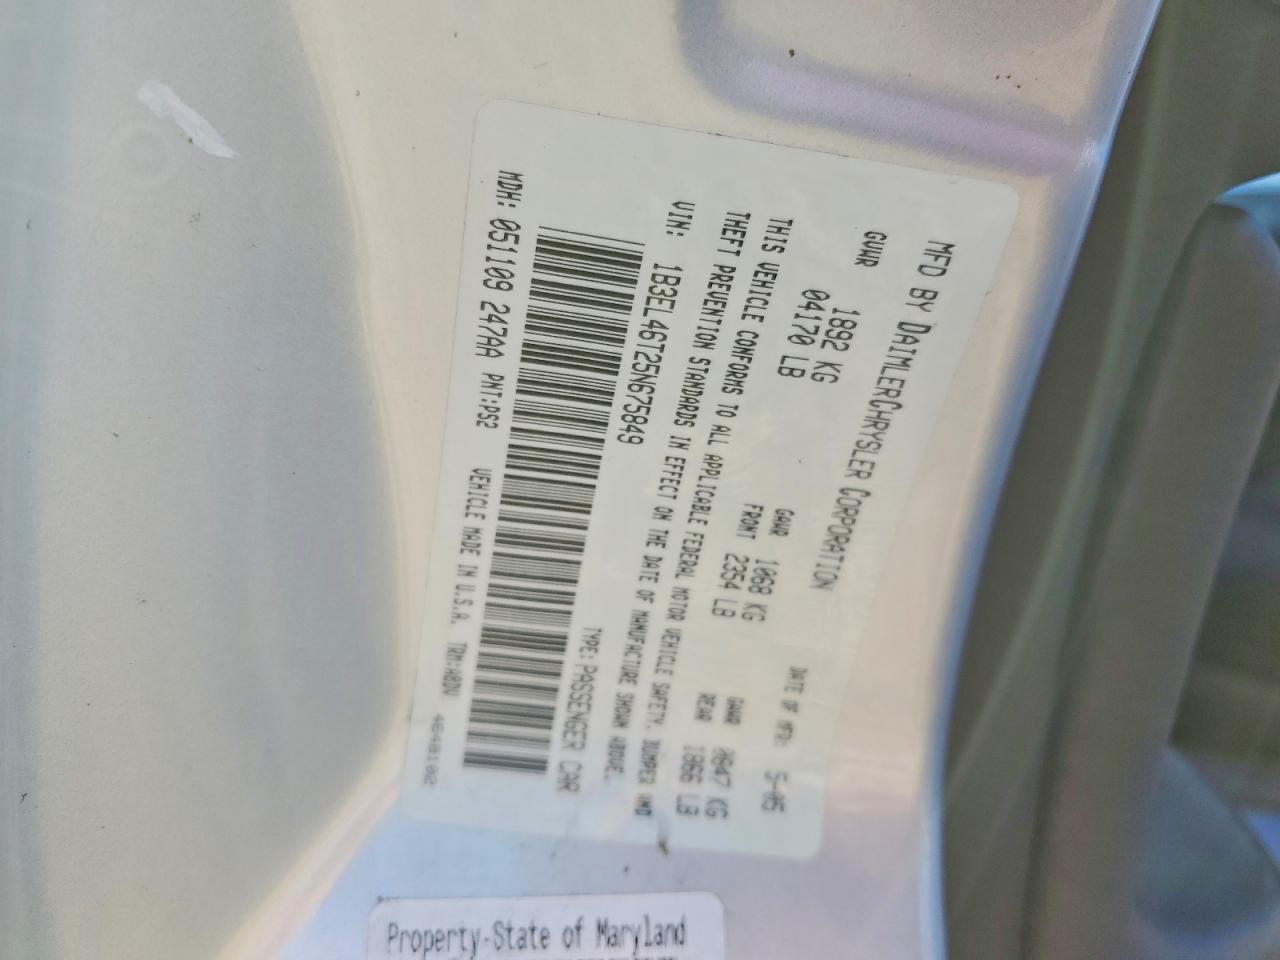 MFD BY DAIMLERCHRYSLER CORPORATION
DATE OF MFR: 5-05
GVWR 1892 KG
04170 LB
GAWR 1068 KG
FRONT 2354 LB
GAWR 0847 KG
REAR 1866 LB
THIS VEHICLE CONFORMS TO ALL APPLICABLE FEDERAL MOTOR VEHICLE SAFETY, BUMPER AND
THEFT PREVENTION STANDARDS IN EFFECT ON THE DATE OF MANUFACTURE SHOWN ABOVE.
VIN: 1B3EL46T25N675849
TYPE: PASSENGER CAR
MDH: 051109 247AA PNT:PS2 VEHICLE MADE IN U.S.A. TRM:ABDV
Property-State of Maryland